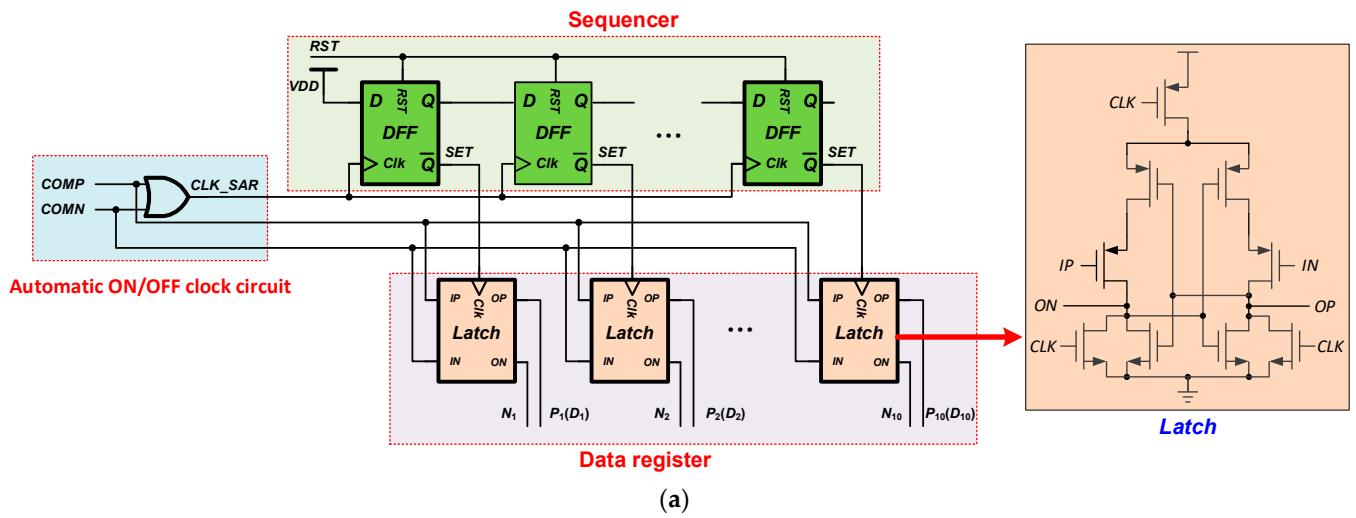 Sequencer
RST
VDD
D Q
RST
DFF
Clk Q
SET
D Q
RST
DFF
Clk Q
SET
...
D Q
RST
DFF
Clk Q
SET
COMP
COMN
CLK_SAR
Automatic ON/OFF clock circuit
IP OP
Clk
Latch
IN ON
N1 P1(D1)
IP OP
Clk
Latch
IN ON
N2 P2(D2)
...
IP OP
Clk
Latch
IN ON
N10 P10(D10)
Data register
CLK
IP IN
ON OP
CLK CLK
Latch
(a)